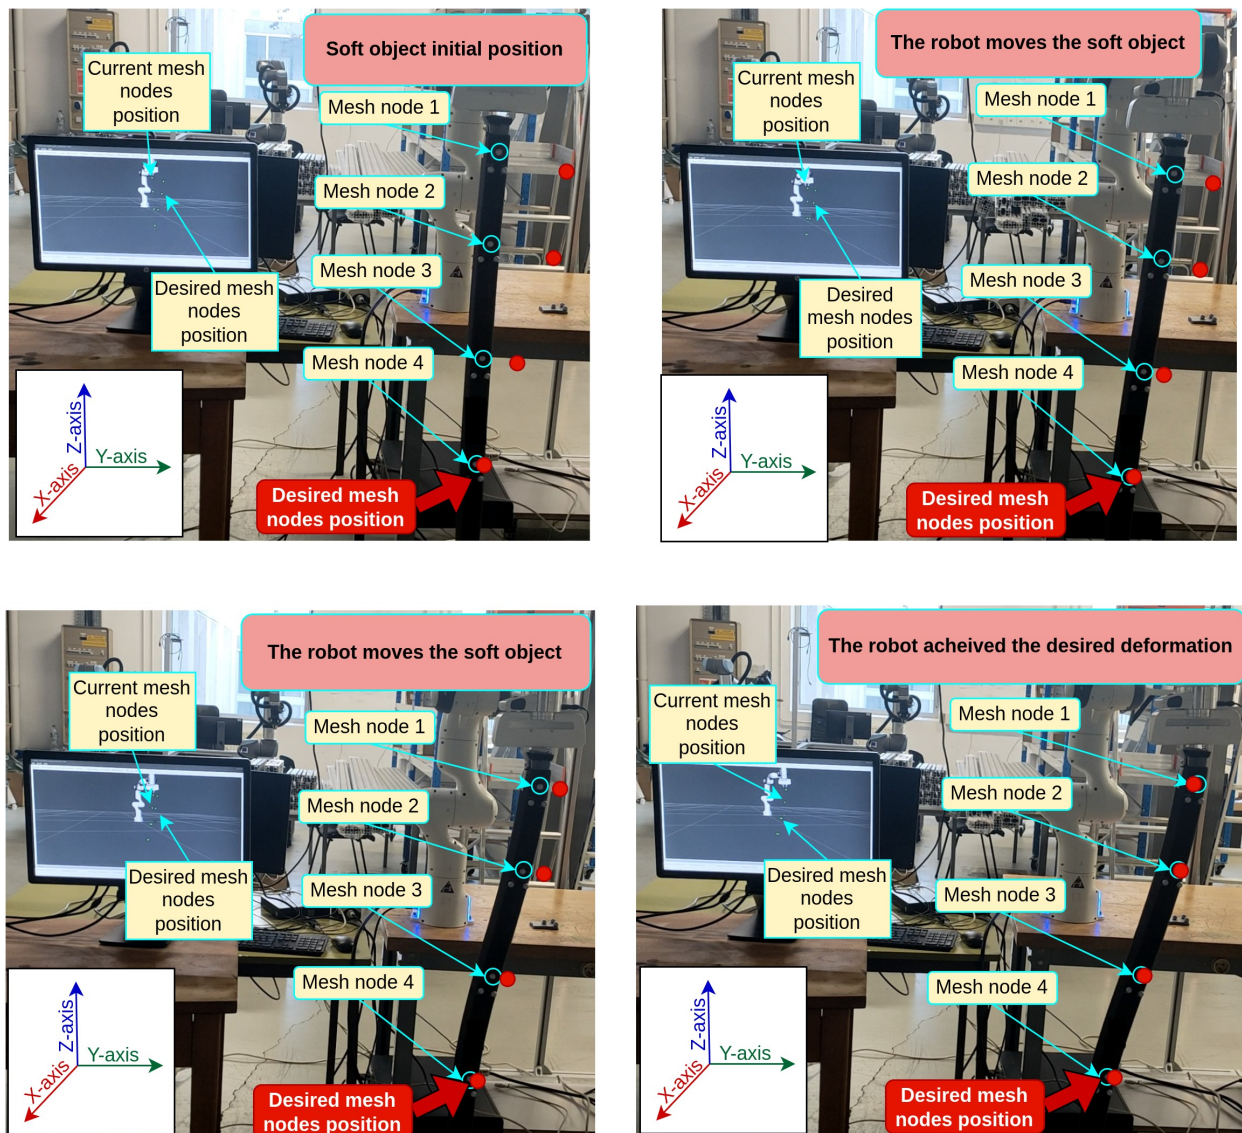 Soft object initial position
Current mesh
nodes
position
Mesh node 1
Mesh node 2
Mesh node 3
Desired mesh
nodes
position
Mesh node 4
Z-axis
Y-axis
X-axis
Desired mesh
nodes position
The robot moves the soft object
Current mesh
nodes
position
Mesh node 1
Mesh node 2
Mesh node 3
Desired
mesh nodes
position
Mesh node 4
Z-axis
Y-axis
X-axis
Desired mesh
nodes position
The robot moves the soft object
Current mesh
nodes
position
Mesh node 1
Mesh node 2
Mesh node 3
Desired mesh
nodes
position
Mesh node 4
Z-axis
Y-axis
X-axis
Desired mesh
nodes position
The robot acheived the desired deformation
Current mesh
nodes
position
Mesh node 1
Mesh node 2
Mesh node 3
Desired mesh
nodes
position
Mesh node 4
Z-axis
Y-axis
X-axis
Desired mesh
nodes position